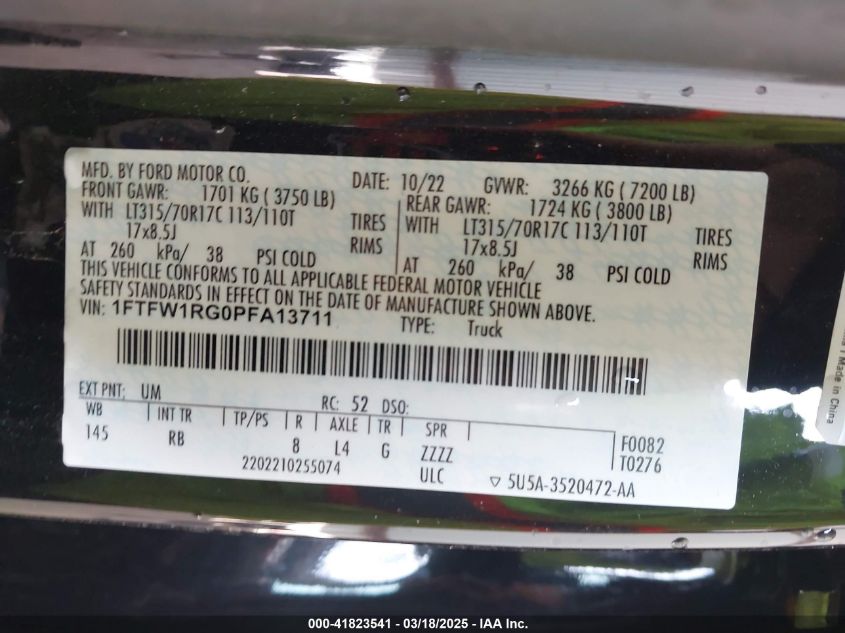 MFD. BY FORD MOTOR CO. DATE: 10/22 GVWR: 3266 KG ( 7200 LB)
FRONT GAWR: 1701 KG ( 3750 LB) REAR GAWR: 1724 KG ( 3800 LB)
WITH LT315/70R17C 113/110T TIRES WITH LT315/70R17C 113/110T TIRES
17x8.5J RIMS 17x8.5J RIMS
AT 260 kPa/ 38 PSI COLD AT 260 kPa/ 38 PSI COLD
THIS VEHICLE CONFORMS TO ALL APPLICABLE FEDERAL MOTOR VEHICLE
SAFETY STANDARDS IN EFFECT ON THE DATE OF MANUFACTURE SHOWN ABOVE.
VIN: 1FTFW1RG0PFA13711 TYPE: Truck
EXT PNT: UM RC: 52 DSO:
WB INT TR TP/PS R AXLE TR SPR
145 RB 8 L4 G ZZZZ F0082
2202210255074 ULC T0276
▽ 5U5A-3520472-AA
Made in China
000-41823541 — 03/18/2025 — IAA Inc.